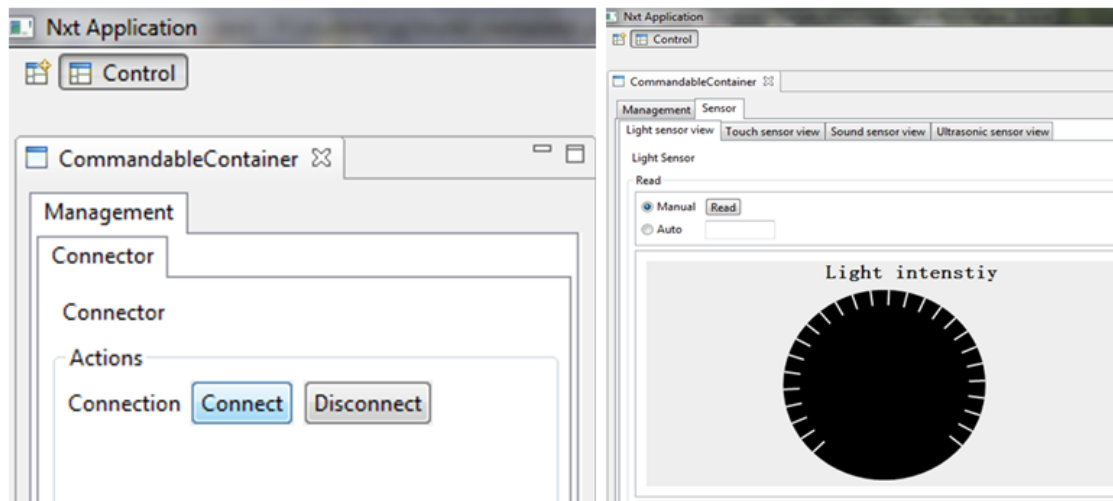 Nxt Application
Control
CommandableContainer
Management
Connector
Connector
Actions
Connection Connect Disconnect
Nxt Application
Control
CommandableContainer
Management Sensor
Light sensor view Touch sensor view Sound sensor view Ultrasonic sensor view
Light Sensor
Read
Manual Read
Auto
Light intenstiy